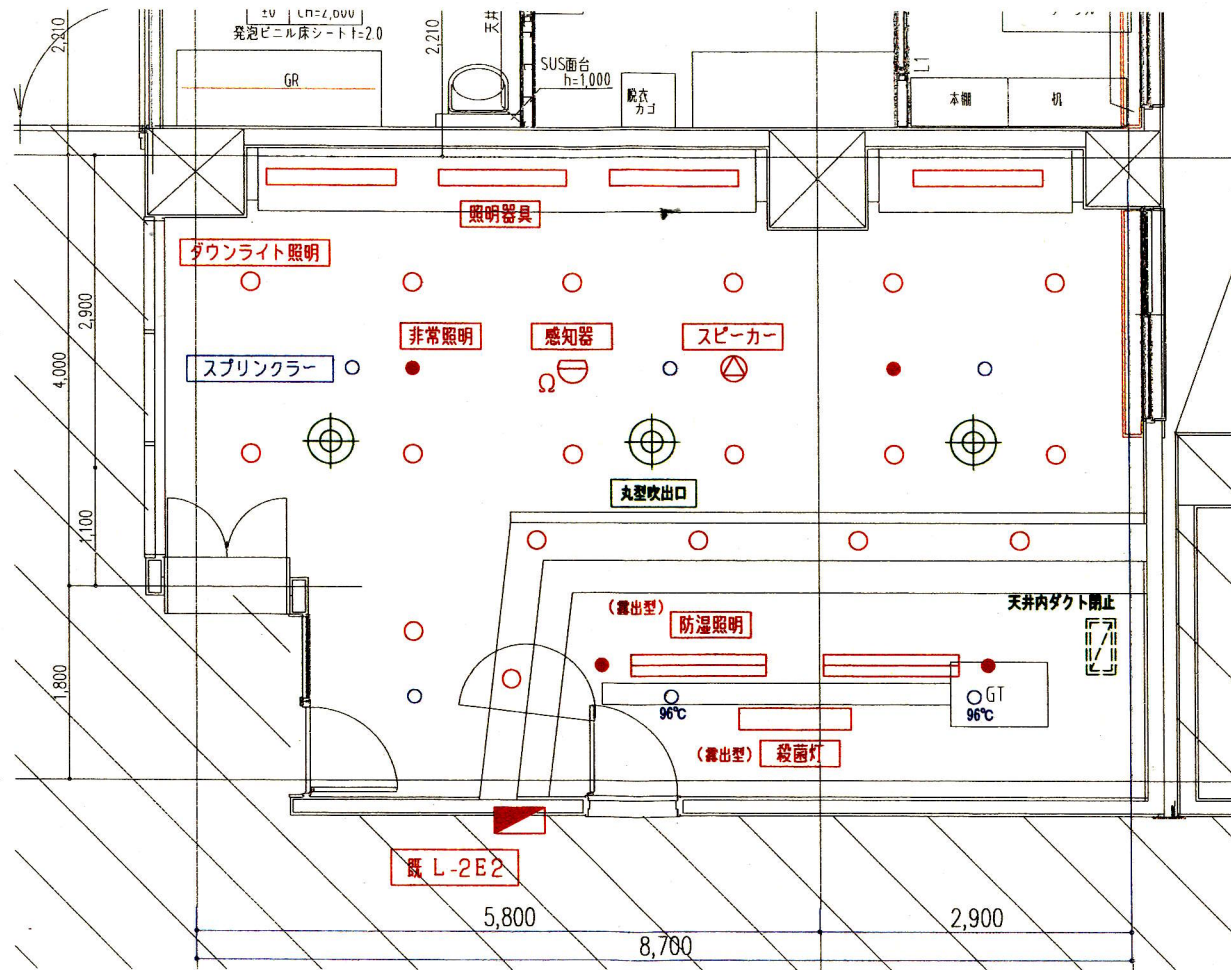 ±0 CH=2,600
発泡ビニル床シート t=2.0
2,210
2,210
GR
SUS面台
h=1,000
脱衣
カゴ
本棚
机
照明器具
ダウンライト照明
非常照明
感知器
スピーカー
スプリンクラー
Ω
2,900
4,000
丸型吹出口
1,100
(露出型)
防湿照明
天井内ダクト閉止
1,800
GT
96℃
96℃
(露出型)
殺菌灯
既 L-2E2
5,800
2,900
8,700